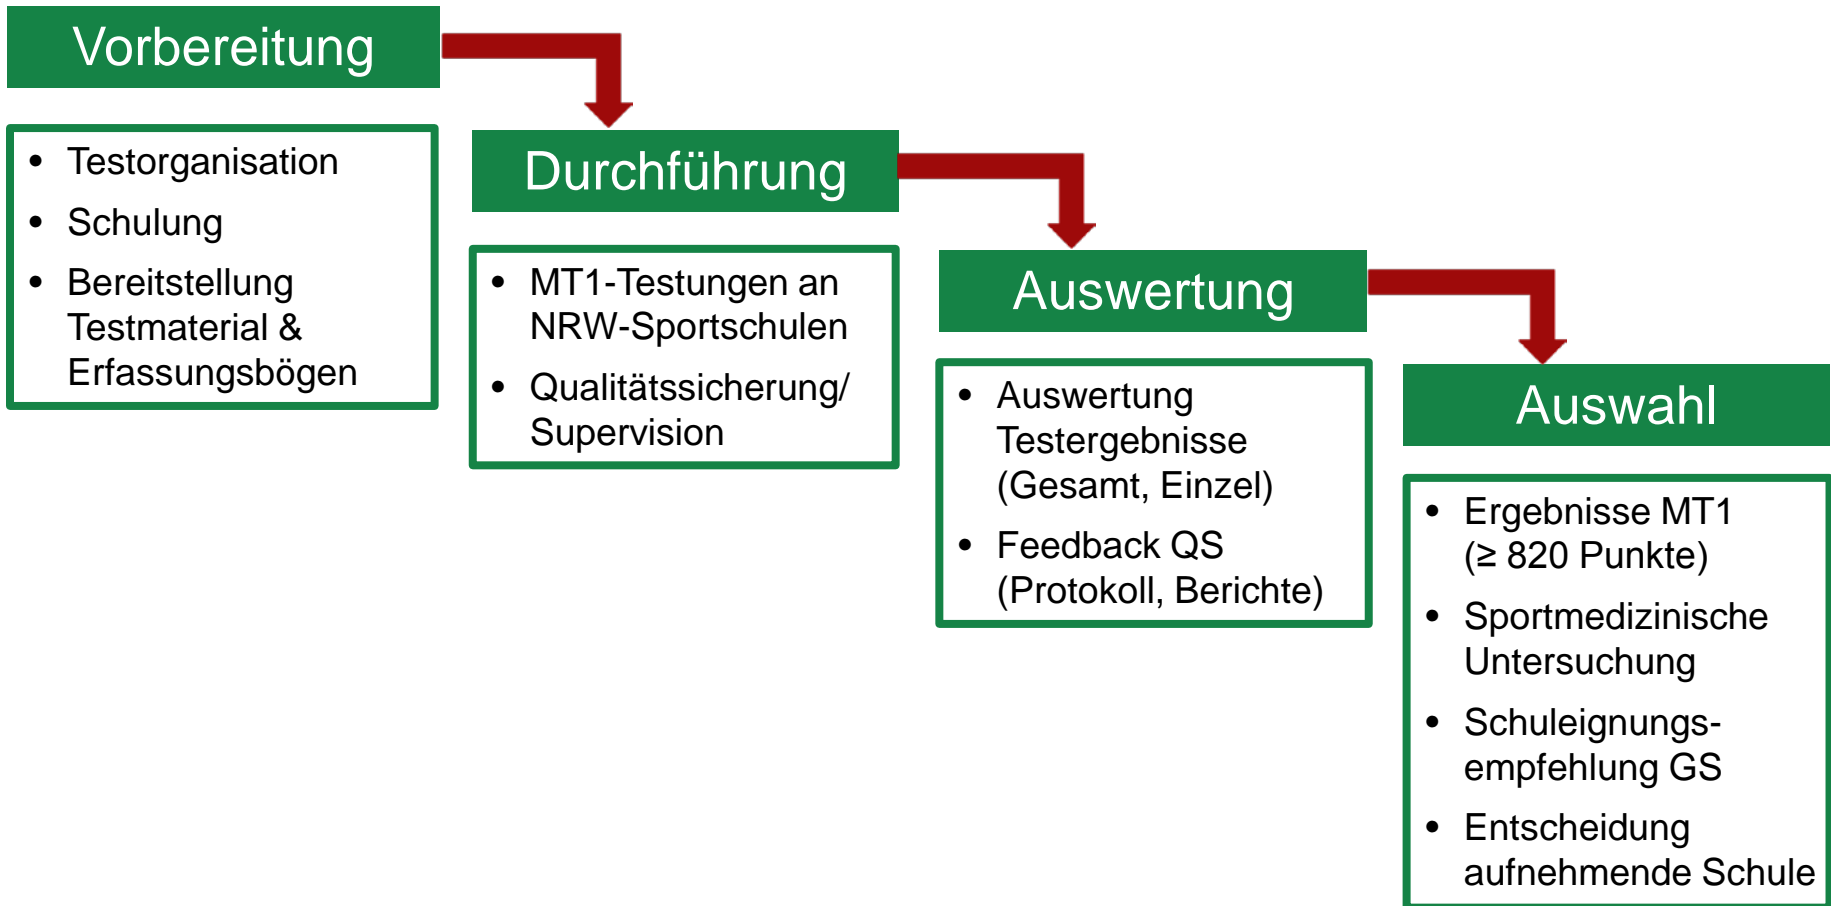 Vorbereitung
• Testorganisation
• Schulung
• Bereitstellung
Testmaterial &
Erfassungsbögen
Durchführung
• MT1-Testungen an
NRW-Sportschulen
• Qualitätssicherung/
Supervision
Auswertung
• Auswertung
Testergebnisse
(Gesamt, Einzel)
• Feedback QS
(Protokoll, Berichte)
Auswahl
• Ergebnisse MT1
(≥ 820 Punkte)
• Sportmedizinische
Untersuchung
• Schuleignungs-
empfehlung GS
• Entscheidung
aufnehmende Schule